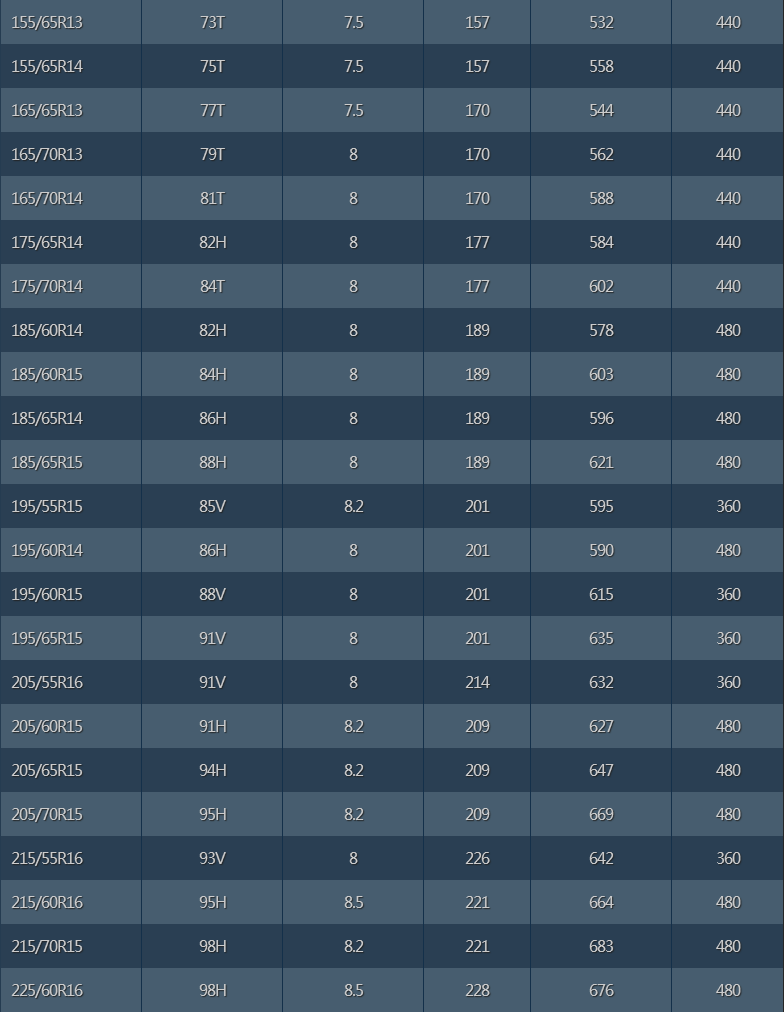 155/65R13 73T 7.5 157 532 440
155/65R14 75T 7.5 157 558 440
165/65R13 77T 7.5 170 544 440
165/70R13 79T 8 170 562 440
165/70R14 81T 8 170 588 440
175/65R14 82H 8 177 584 440
175/70R14 84T 8 177 602 440
185/60R14 82H 8 189 578 480
185/60R15 84H 8 189 603 480
185/65R14 86H 8 189 596 480
185/65R15 88H 8 189 621 480
195/55R15 85V 8.2 201 595 360
195/60R14 86H 8 201 590 480
195/60R15 88V 8 201 615 360
195/65R15 91V 8 201 635 360
205/55R16 91V 8 214 632 360
205/60R15 91H 8.2 209 627 480
205/65R15 94H 8.2 209 647 480
205/70R15 95H 8.2 209 669 480
215/55R16 93V 8 226 642 360
215/60R16 95H 8.5 221 664 480
215/70R15 98H 8.2 221 683 480
225/60R16 98H 8.5 228 676 480